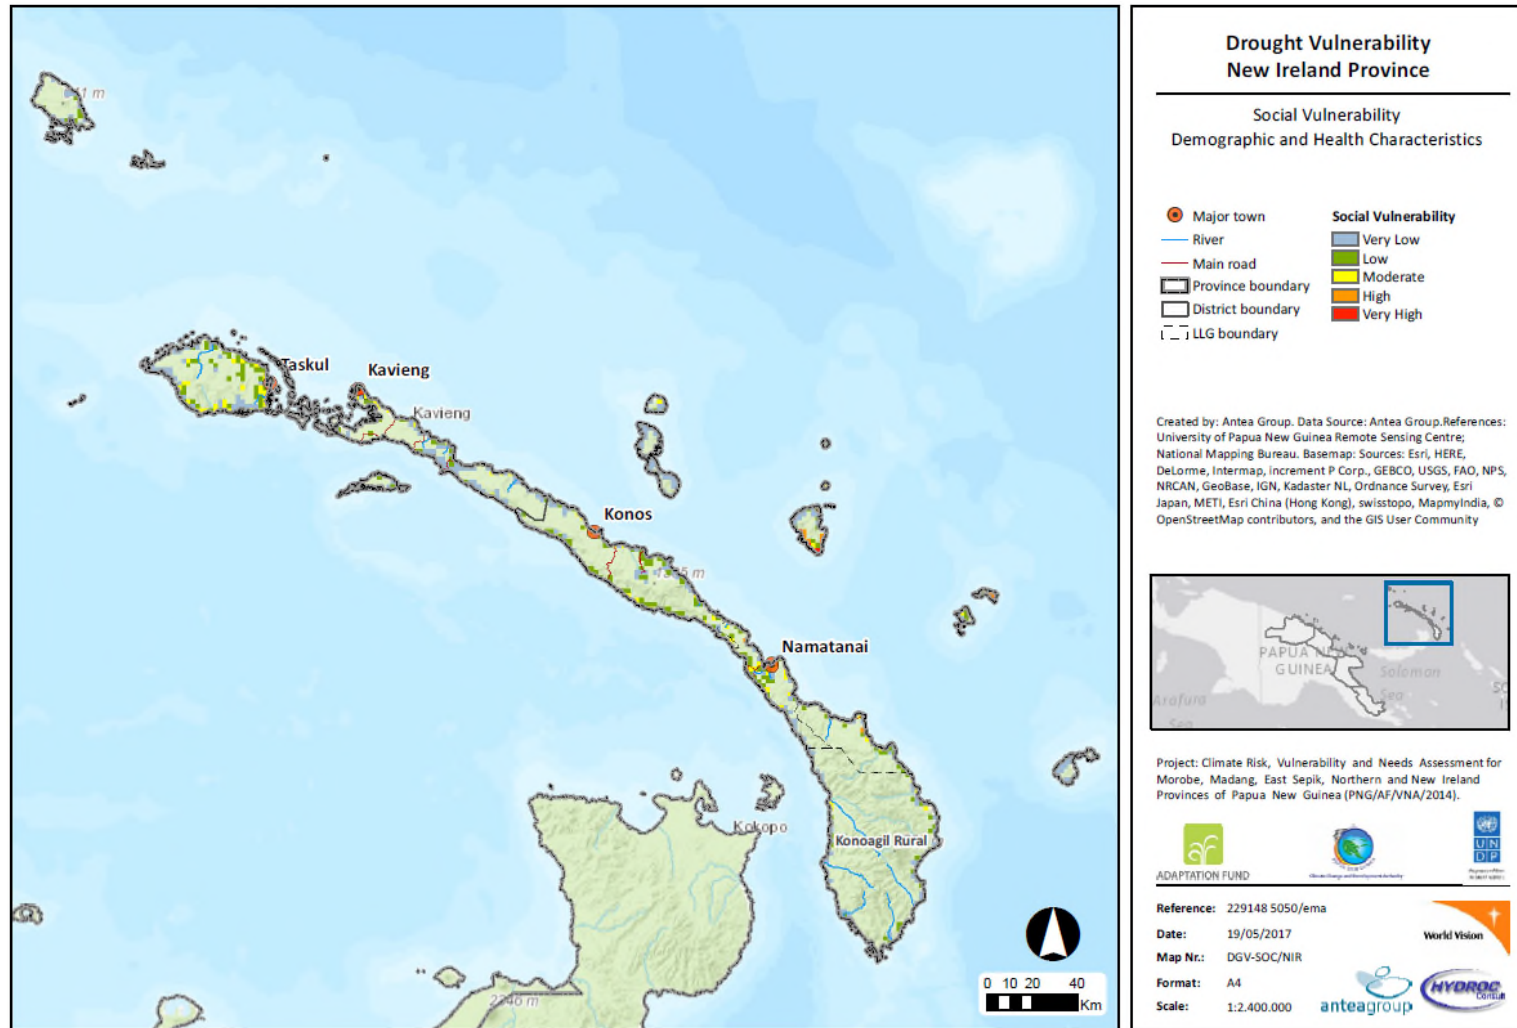 Drought Vulnerability
New Ireland Province
Social Vulnerability
Demographic and Health Characteristics
Major town
River
Main road
Province boundary
District boundary
LLG boundary
Social Vulnerability
Very Low
Low
Moderate
High
Very High
Created by: Antea Group. Data Source: Antea Group.References:
University of Papua New Guinea Remote Sensing Centre;
National Mapping Bureau. Basemap: Sources: Esri, HERE,
DeLorme, Intermap, increment P Corp., GEBCO, USGS, FAO, NPS,
NRCAN, GeoBase, IGN, Kadaster NL, Ordnance Survey, Esri
Japan, METI, Esri China (Hong Kong), swisstopo, MapmyIndia, ©
OpenStreetMap contributors, and the GIS User Community
PAPUA NEW
GUINEA
Solomon
Sea
Arafura
Sea
Project: Climate Risk, Vulnerability and Needs Assessment for
Morobe, Madang, East Sepik, Northern and New Ireland
Provinces of Papua New Guinea (PNG/AF/VNA/2014).
ADAPTATION FUND
Climate Change and Development Authority
UN
DP
Reference: 229148 5050/ema
Date: 19/05/2017
Map Nr.: DGV-SOC/NIR
Format: A4
Scale: 1:2.400.000
World Vision
anteagroup
HYDROC
Consult
Taskul
Kavieng
Kavieng
Konos
Namatanai
Konoagil Rural
Kokopo
2346 m
0 10 20 40
Km